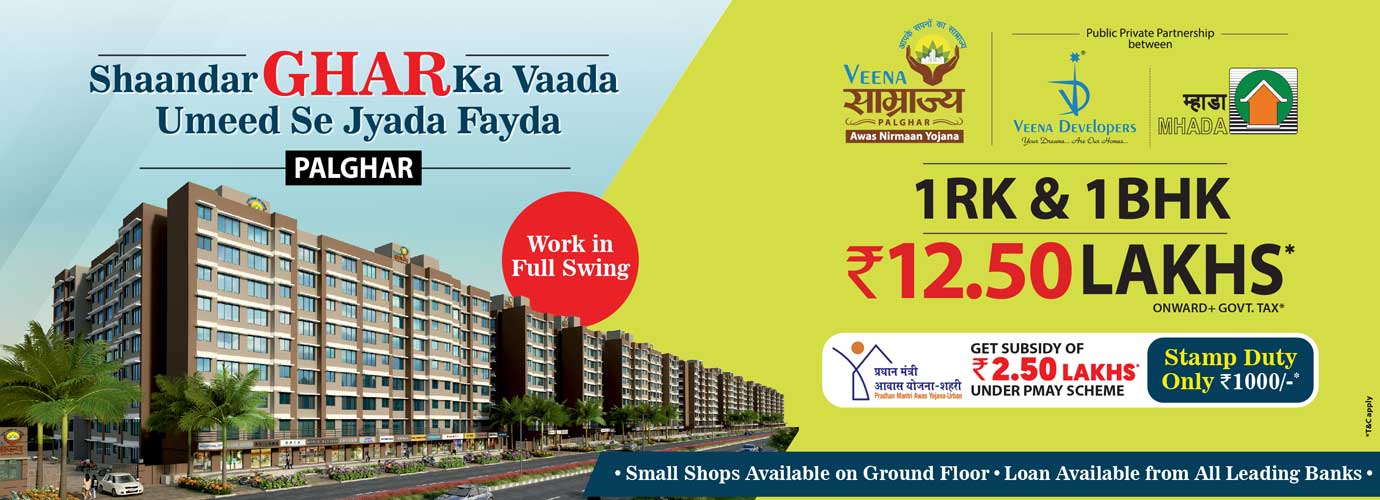 Shaandar GHAR Ka Vaada
Umeed Se Jyada Fayda
PALGHAR
Work in
Full Swing
आपके सपनों का साम्राज्य
VEENA
साम्राज्य
PALGHAR
Awas Nirmaan Yojana
Public Private Partnership
between
VEENA DEVELOPERS
Your Dreams... Are Our Homes...
म्हाडा
MHADA
1RK & 1BHK
₹12.50 LAKHS*
ONWARD+ GOVT. TAX*
प्रधान मंत्री
आवास योजना-शहरी
Pradhan Mantri Awas Yojana-Urban
GET SUBSIDY OF
₹ 2.50 LAKHS*
UNDER PMAY SCHEME
Stamp Duty
Only ₹1000/-*
*T&C apply
• Small Shops Available on Ground Floor • Loan Available from All Leading Banks •